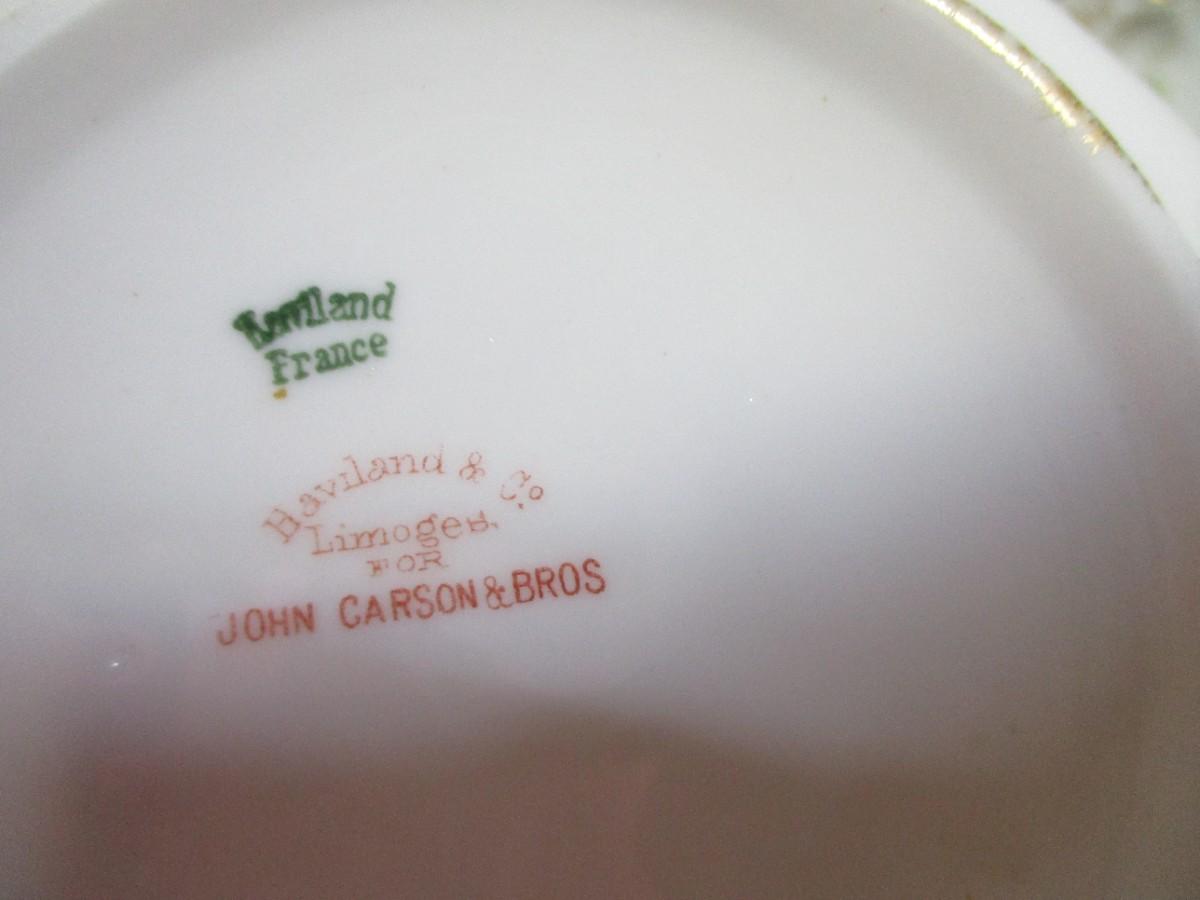 Haviland
France
Haviland & Co
Limoges.
FOR
JOHN CARSON & BROS